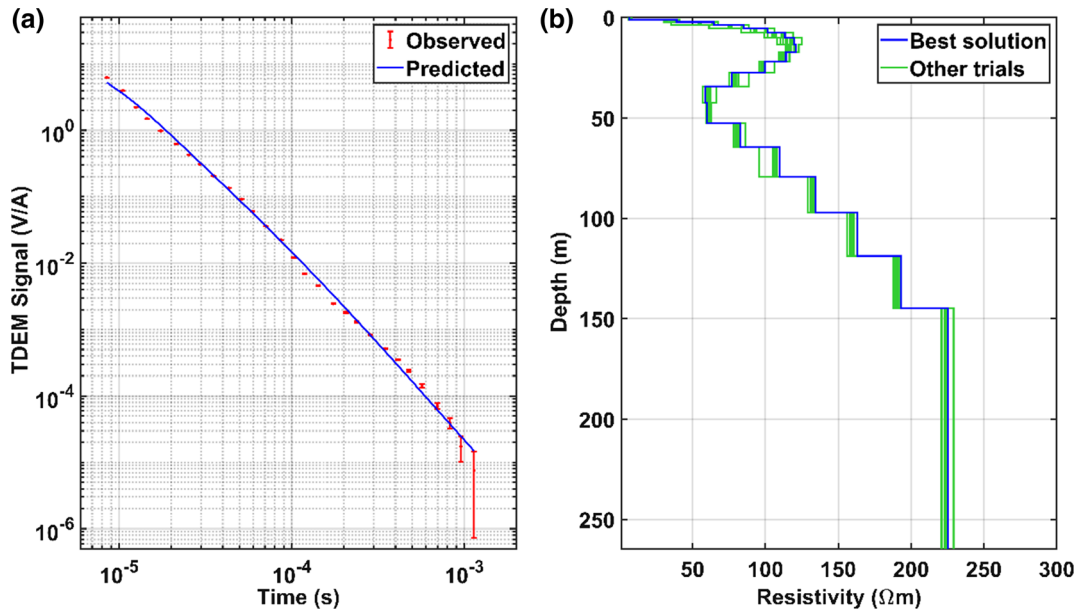 (a)
Observed
Predicted
10^0
10^-2
10^-4
10^-6
TDEM Signal (V/A)
10^-5
10^-4
10^-3
Time (s)
(b)
Best solution
Other trials
0
50
100
150
200
250
Depth (m)
50
100
150
200
250
300
Resistivity (Ωm)